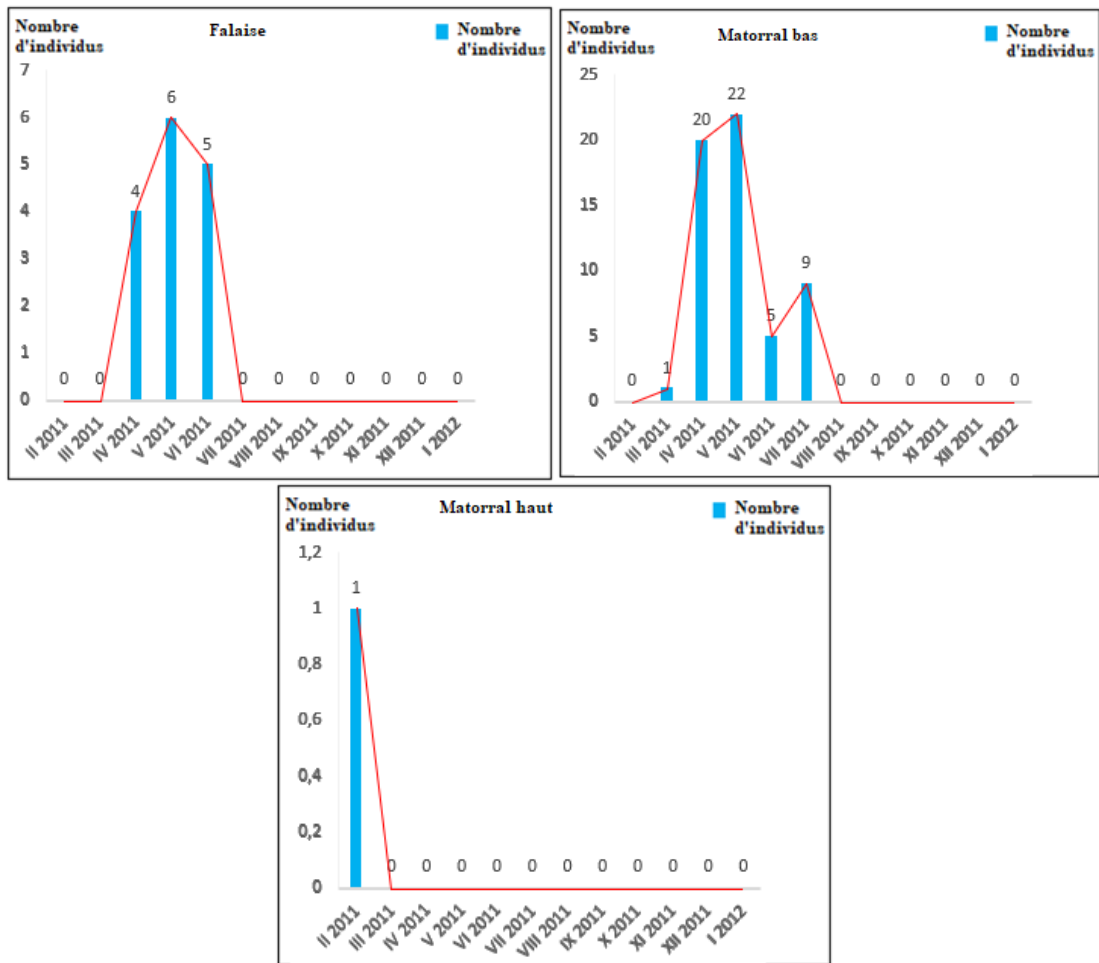 Nombre
d'individus
Falaise
Nombre
d'individus
7
6
5
4
3
2
1
0
0 0 4 6 5 0 0 0 0 0 0 0
II 2011 III 2011 IV 2011 V 2011 VI 2011 VII 2011 VIII 2011 IX 2011 X 2011 XI 2011 XII 2011 I 2012
Nombre
d'individus
Matorral bas
Nombre
d'individus
25
20
15
10
5
0
0 1 20 22 5 9 0 0 0 0 0 0
II 2011 III 2011 IV 2011 V 2011 VI 2011 VII 2011 VIII 2011 IX 2011 X 2011 XI 2011 XII 2011 I 2012
Nombre
d'individus
Matorral haut
Nombre
d'individus
1,2
1
0,8
0,6
0,4
0,2
0
1 0 0 0 0 0 0 0 0 0 0 0
II 2011 III 2011 IV 2011 V 2011 VI 2011 VII 2011 VIII 2011 IX 2011 X 2011 XI 2011 XII 2011 I 2012